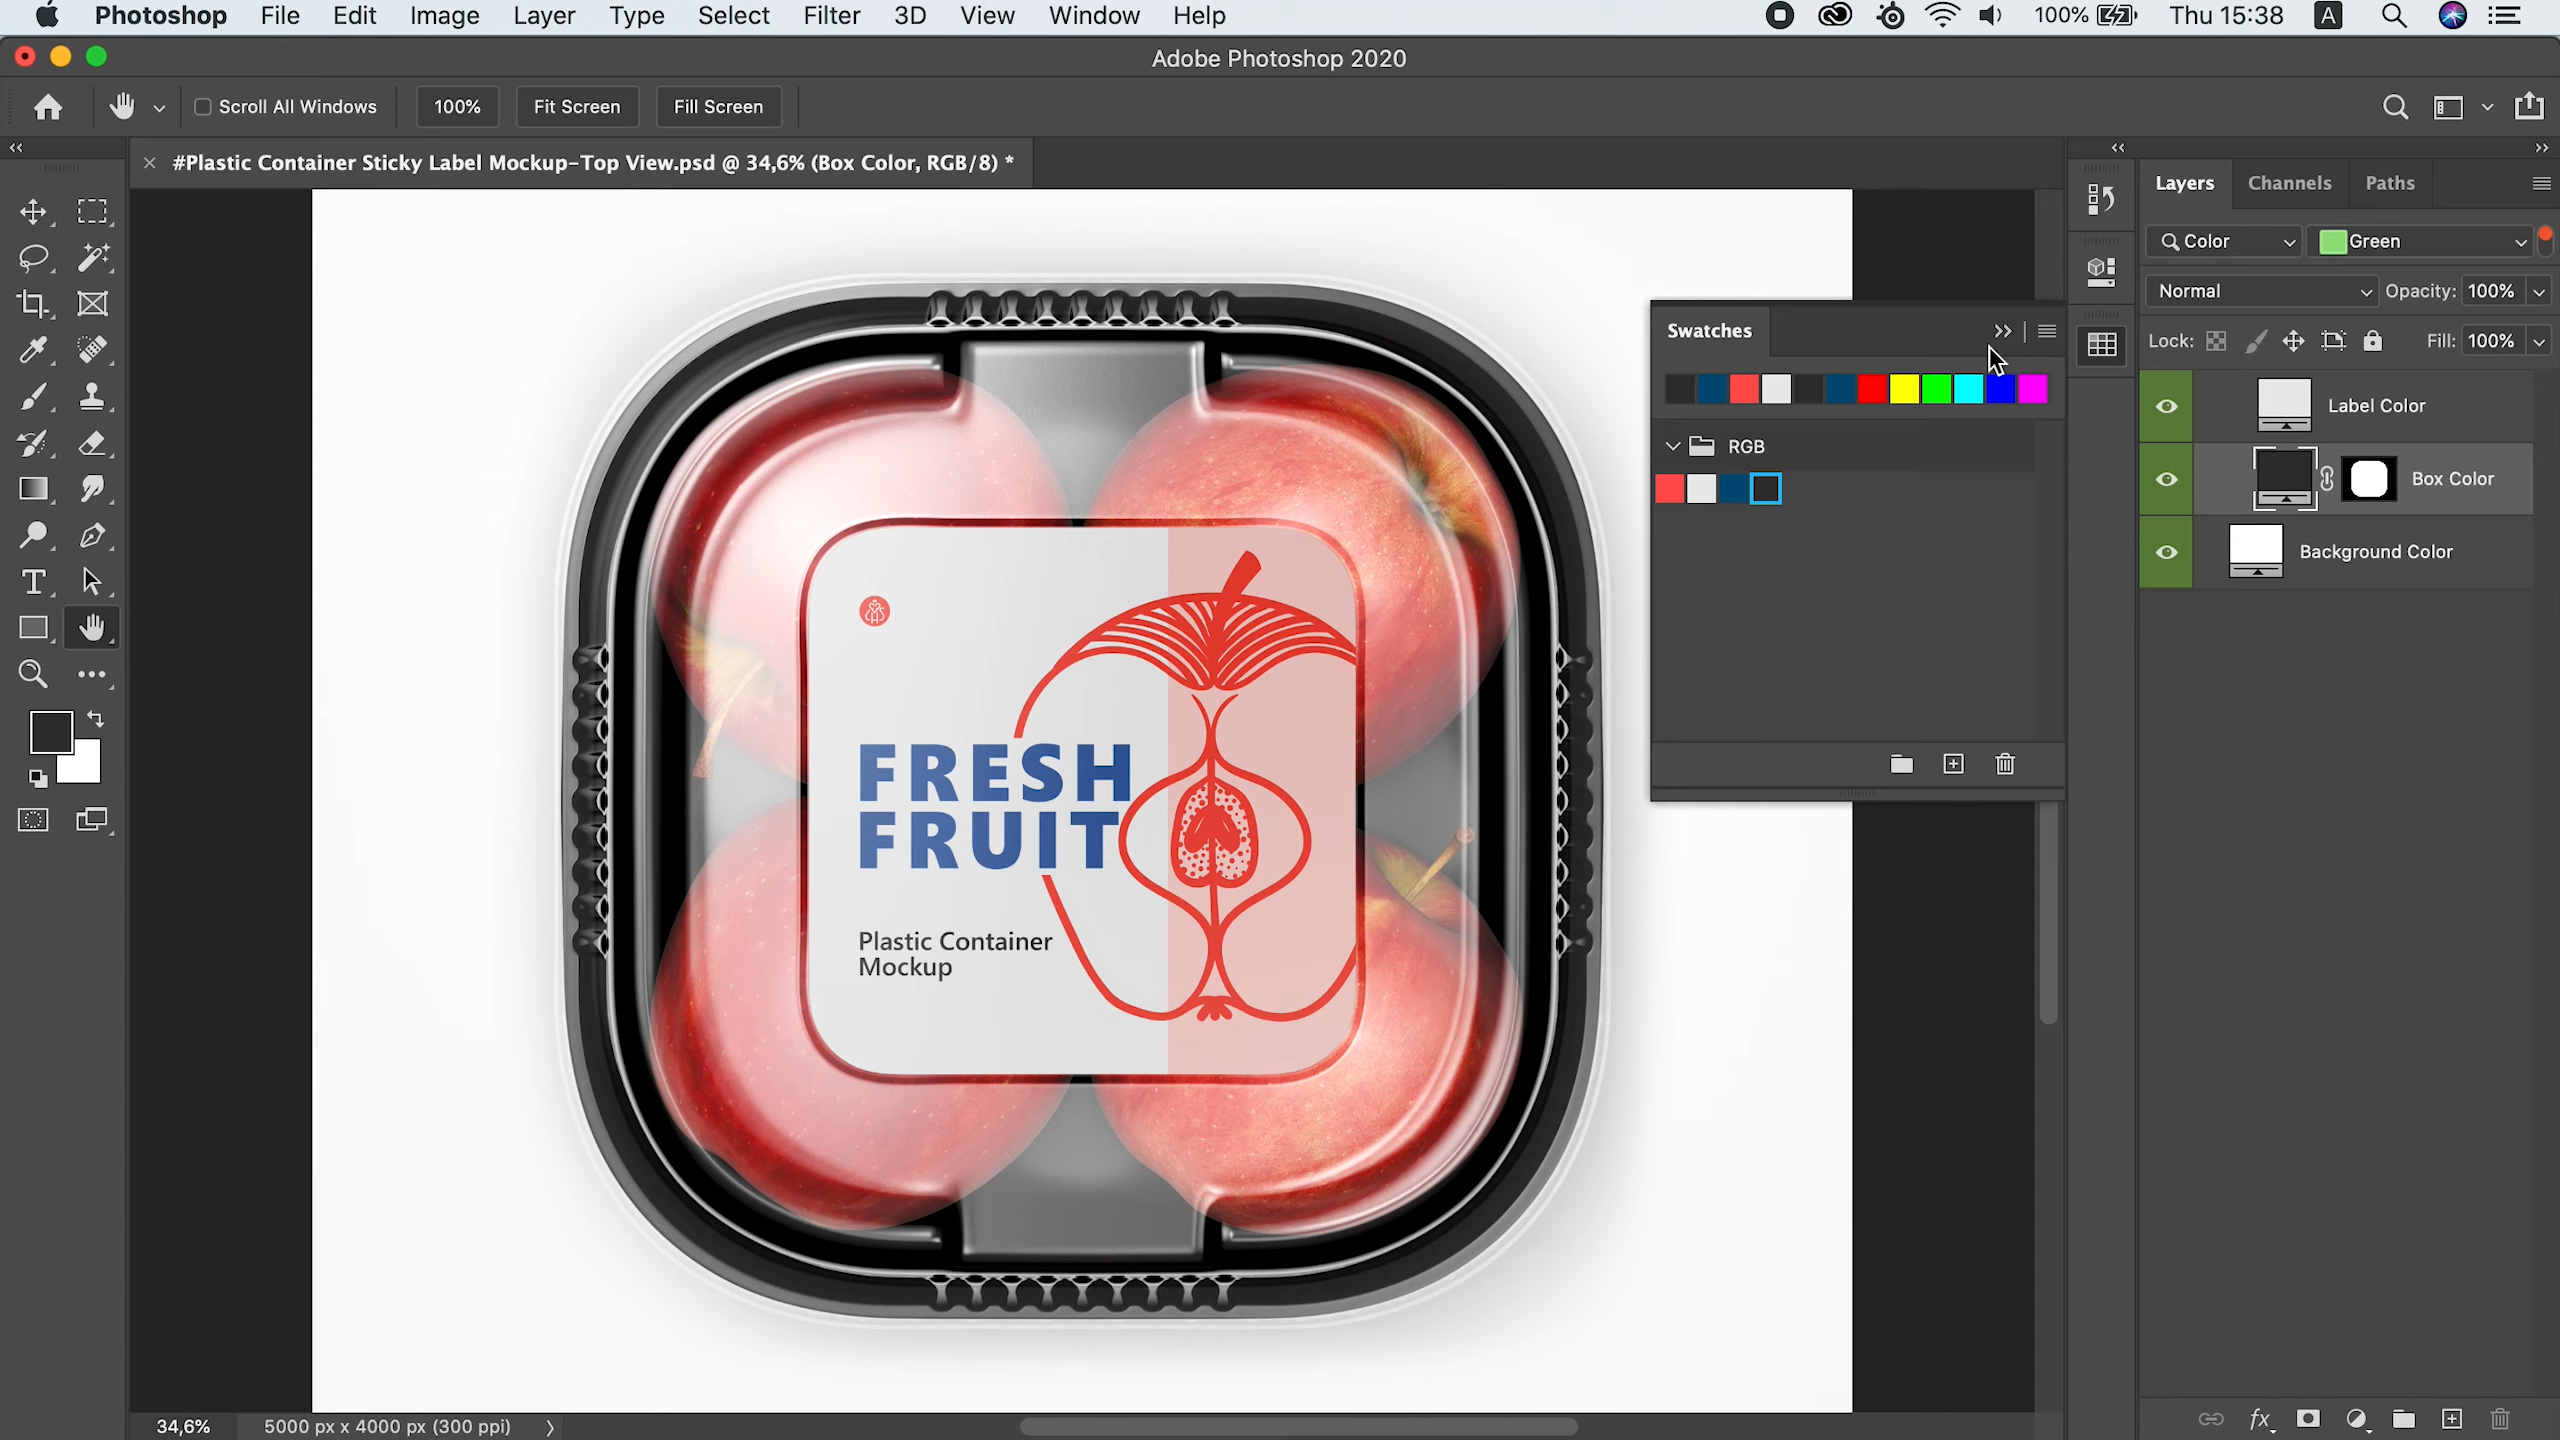 Photoshop File Edit Image Layer Type Select Filter 3D View Window Help 100% Thu 15:38 A
Adobe Photoshop 2020
Scroll All Windows 100% Fit Screen Fill Screen
#Plastic Container Sticky Label Mockup-Top View.psd @ 34,6% (Box Color, RGB/8) *
Layers Channels Paths
Color Green
Normal Opacity: 100%
Lock: Fill: 100%
Label Color
Box Color
Background Color
Swatches
RGB
FRESH
FRUIT
Plastic Container
Mockup
34,6% 5000 px x 4000 px (300 ppi)
fx